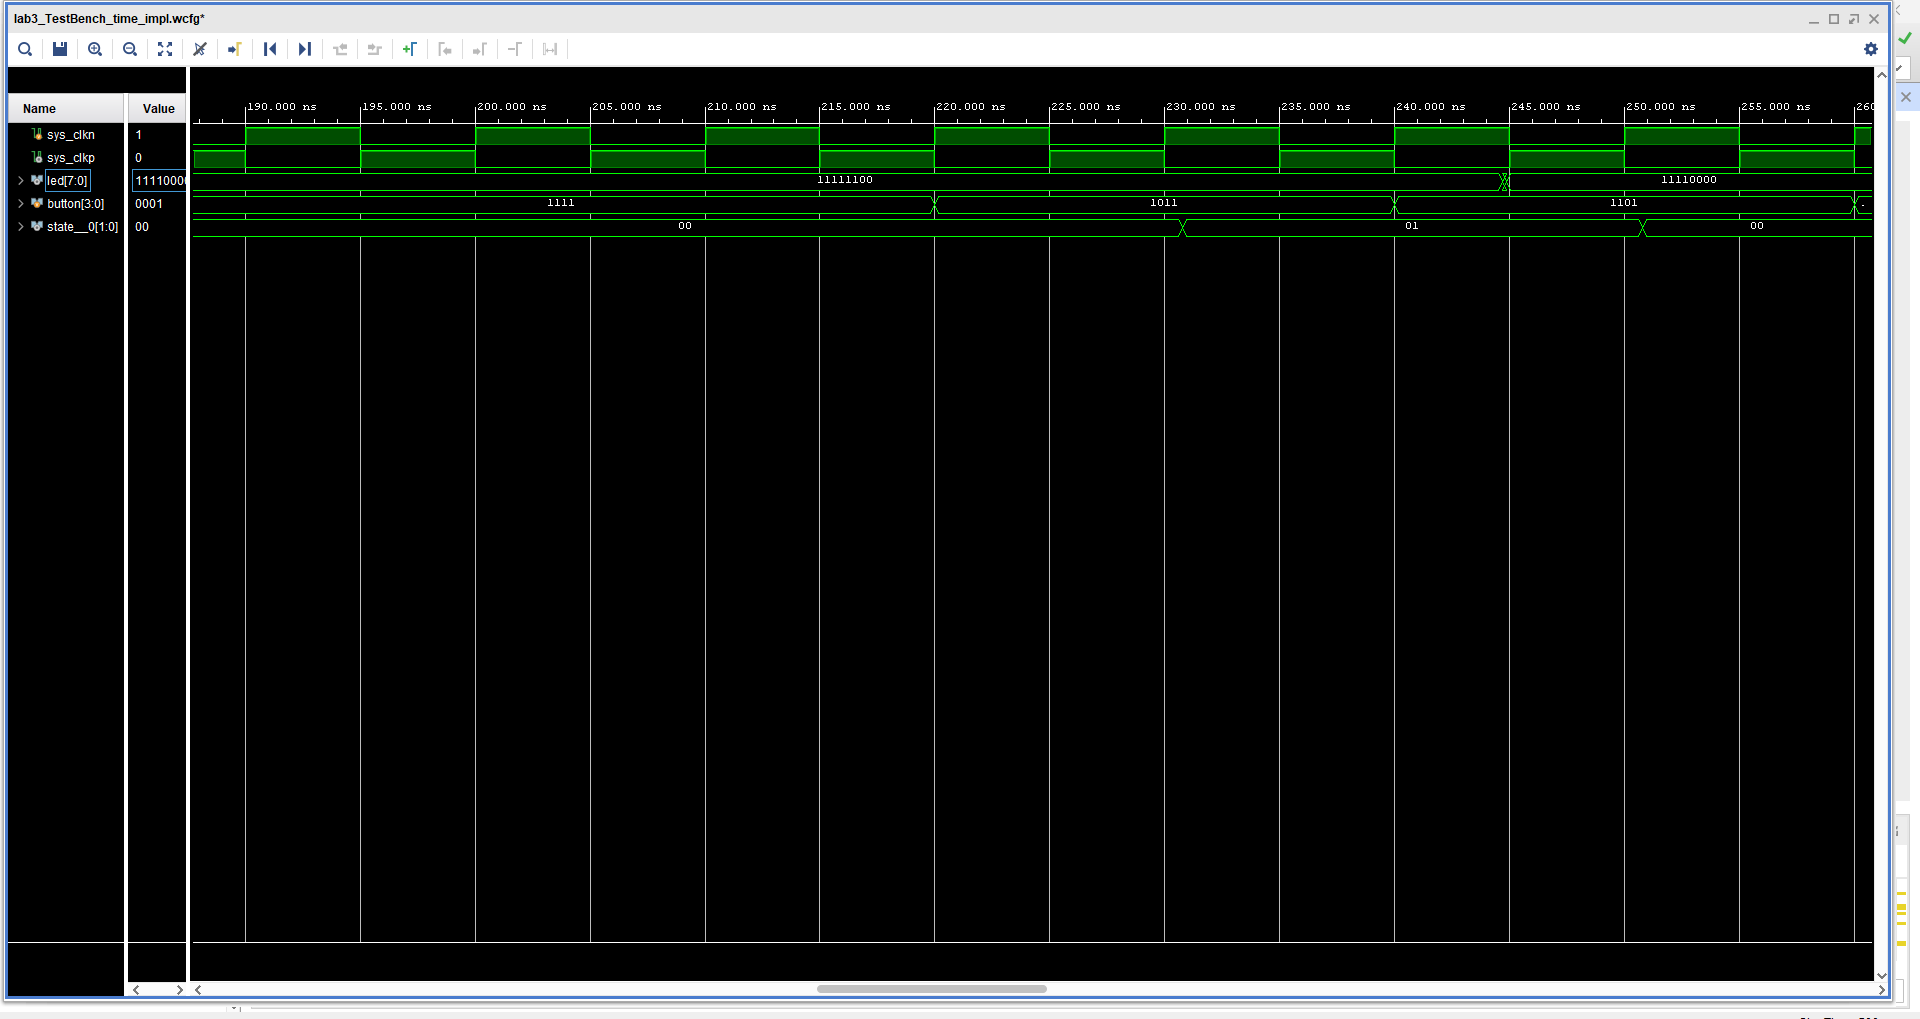 lab3_TestBench_time_impl.wcfg*
Name Value
190.000 ns 195.000 ns 200.000 ns 205.000 ns 210.000 ns 215.000 ns 220.000 ns 225.000 ns 230.000 ns 235.000 ns 240.000 ns 245.000 ns 250.000 ns 255.000 ns 260
sys_clkn 1
sys_clkp 0
led[7:0] 11110000 11111100 11110000
button[3:0] 0001 1111 1011 1101 .
state__0[1:0] 00 00 01 00